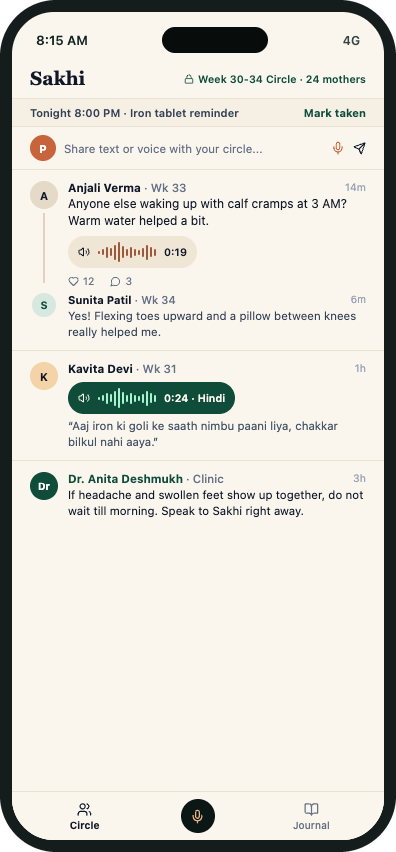 8:15 AM
4G
Sakhi
Week 30-34 Circle · 24 mothers
Tonight 8:00 PM · Iron tablet reminder
Mark taken
P
Share text or voice with your circle...
A
Anjali Verma · Wk 33
14m
Anyone else waking up with calf cramps at 3 AM?
Warm water helped a bit.
0:19
12
3
S
Sunita Patil · Wk 34
6m
Yes! Flexing toes upward and a pillow between knees
really helped me.
K
Kavita Devi · Wk 31
1h
0:24 · Hindi
“Aaj iron ki goli ke saath nimbu paani liya, chakkar
bilkul nahi aaya.”
Dr
Dr. Anita Deshmukh · Clinic
3h
If headache and swollen feet show up together, do not
wait till morning. Speak to Sakhi right away.
Circle
Journal